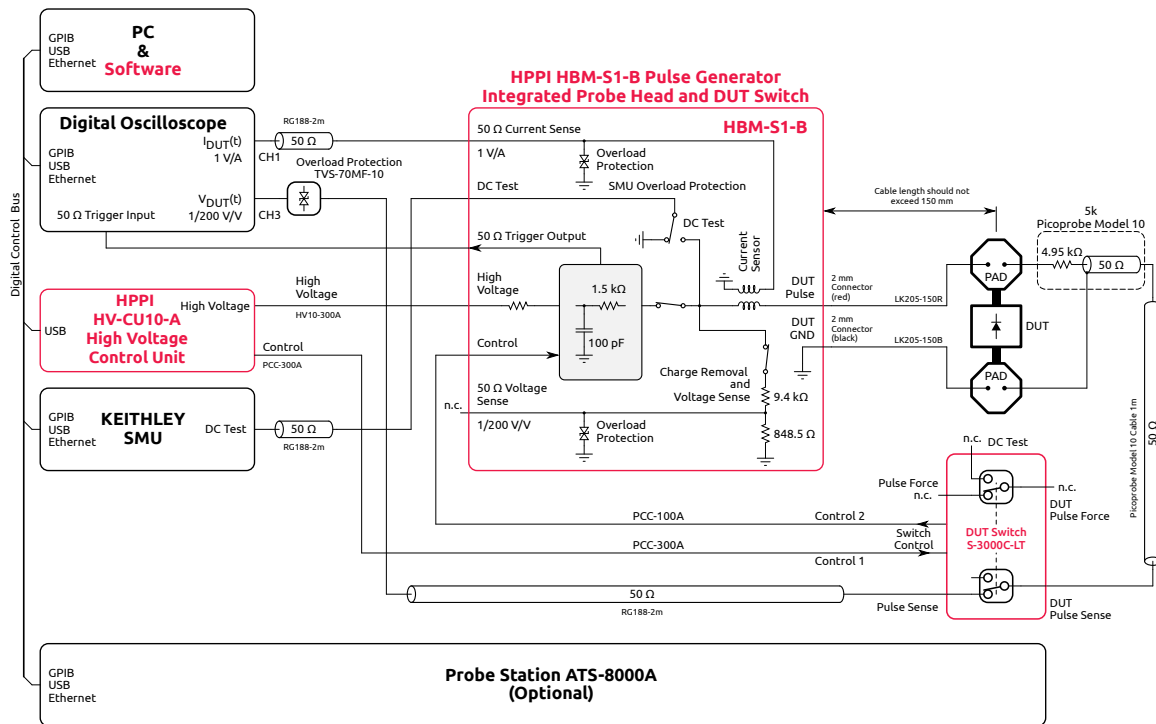 PC
&
Software
GPIB
USB
Ethernet
Digital Oscilloscope
GPIB
USB
Ethernet
IDUT(t)
1 V/A
VDUT(t)
1/200 V/V
50 Ω Trigger Input
CH1
CH3
RG188-2m
50 Ω
Overload Protection
TVS-70MF-10
Digital Control Bus
HPPI
HV-CU10-A
High Voltage
Control Unit
USB
High Voltage
High
Voltage
HV10-300A
Control
PCC-300A
KEITHLEY
SMU
GPIB
USB
Ethernet
DC Test
50 Ω
RG188-2m
HPPI HBM-S1-B Pulse Generator
Integrated Probe Head and DUT Switch
HBM-S1-B
50 Ω Current Sense
1 V/A
Overload
Protection
DC Test
SMU Overload Protection
DC Test
50 Ω Trigger Output
High
Voltage
1.5 kΩ
100 pF
Control
Current
Sensor
DUT
Pulse
DUT
GND
Charge Removal
and
Voltage Sense
9.4 kΩ
848.5 Ω
50 Ω Voltage
Sense
n.c.
1/200 V/V
Overload
Protection
Cable length should not
exceed 150 mm
2 mm
Connector
(red)
LK205-150R
2 mm
Connector
(black)
LK205-150B
PAD
DUT
PAD
5k
Picoprobe Model 10
4.95 kΩ
50 Ω
50 Ω
Picoprobe Model 10 Cable 1m
n.c.
DC Test
Pulse Force
n.c.
n.c.
DUT
Pulse Force
DUT Switch
S-3000C-LT
PCC-100A
Control 2
Switch
Control
PCC-300A
Control 1
50 Ω
RG188-2m
Pulse Sense
DUT
Pulse Sense
GPIB
USB
Ethernet
Probe Station ATS-8000A
(Optional)